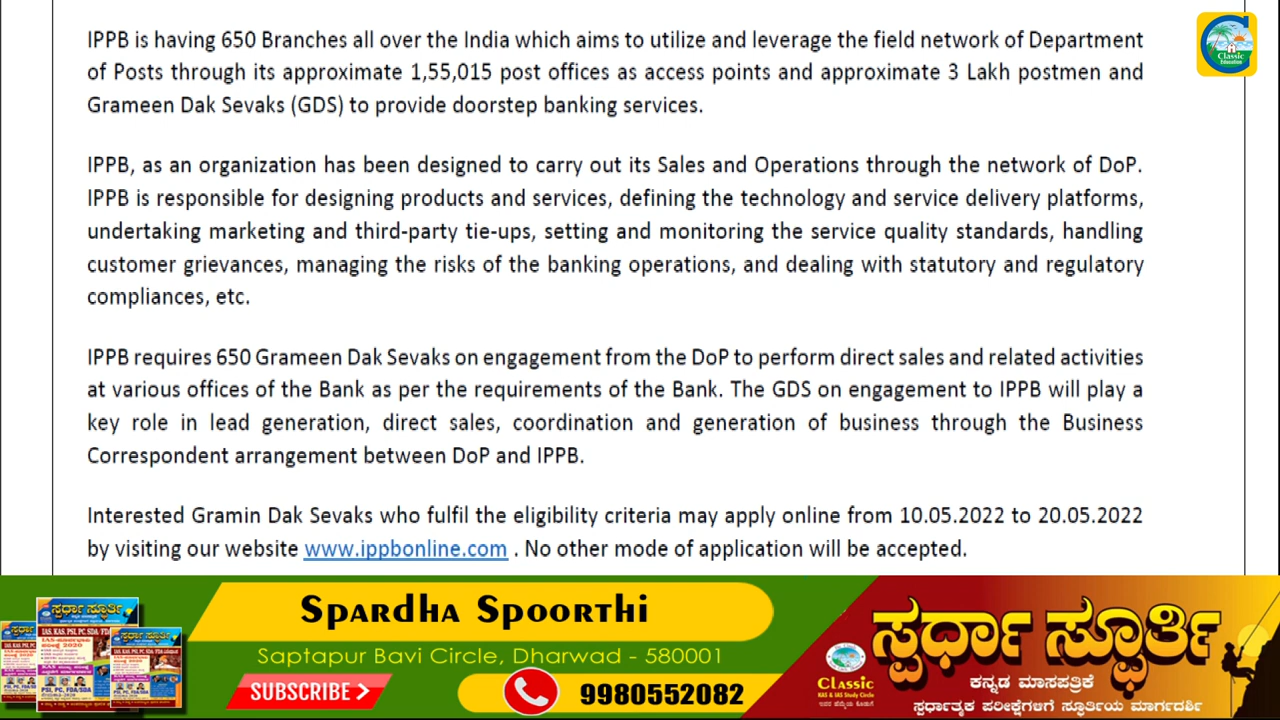 IPPB is having 650 Branches all over the India which aims to utilize and leverage the field network of Department
of Posts through its approximate 1,55,015 post offices as access points and approximate 3 Lakh postmen and
Grameen Dak Sevaks (GDS) to provide doorstep banking services.
IPPB, as an organization has been designed to carry out its Sales and Operations through the network of DoP.
IPPB is responsible for designing products and services, defining the technology and service delivery platforms,
undertaking marketing and third-party tie-ups, setting and monitoring the service quality standards, handling
customer grievances, managing the risks of the banking operations, and dealing with statutory and regulatory
compliances, etc.
IPPB requires 650 Grameen Dak Sevaks on engagement from the DoP to perform direct sales and related activities
at various offices of the Bank as per the requirements of the Bank. The GDS on engagement to IPPB will play a
key role in lead generation, direct sales, coordination and generation of business through the Business
Correspondent arrangement between DoP and IPPB.
Interested Gramin Dak Sevaks who fulfil the eligibility criteria may apply online from 10.05.2022 to 20.05.2022
by visiting our website www.ippbonline.com . No other mode of application will be accepted.
Classic
Education
Spardha Spoorthi
Saptapur Bavi Circle, Dharwad - 580001
SUBSCRIBE >
9980552082
ಸ್ಪರ್ಧಾ ಸ್ಫೂರ್ತಿ
ಸ್ಪರ್ಧಾ ಸ್ಫೂರ್ತಿ
Classic
KAS & IAS Study Circle
ಕನ್ನಡ ಮಾಸಪತ್ರಿಕೆ
ಸ್ಪರ್ಧಾತ್ಮಕ ಪರೀಕ್ಷೆಗಳಿಗೆ ಸ್ಫೂರ್ತಿಯ ಮಾರ್ಗದರ್ಶಿ